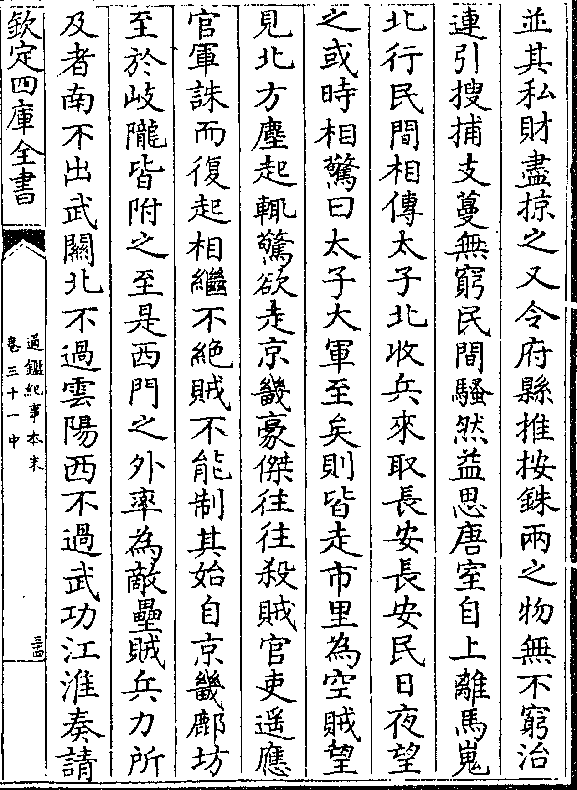 並其私財盡掠之又令府縣推按銖兩之物無不窮治
連引搜捕支蔓無窮民間騷然益思唐室自上離馬嵬
北行民間相傳太子北收兵來取長安長安民日夜望
之或時相驚曰太子大軍至矣則皆走市里為空賊望
見北方塵起輒驚欲走京畿豪傑往往殺賊官吏遥應
官軍誅而復起相繼不絶賊不能制其始自京畿鄜坊
至於岐隴皆附之至是西門之外率為敵壘賊兵力所
及者南不出武關北不過雲陽西不過武功江淮奏請
欽定四庫全書
通鑑紀事本末
卷三十一中
三四